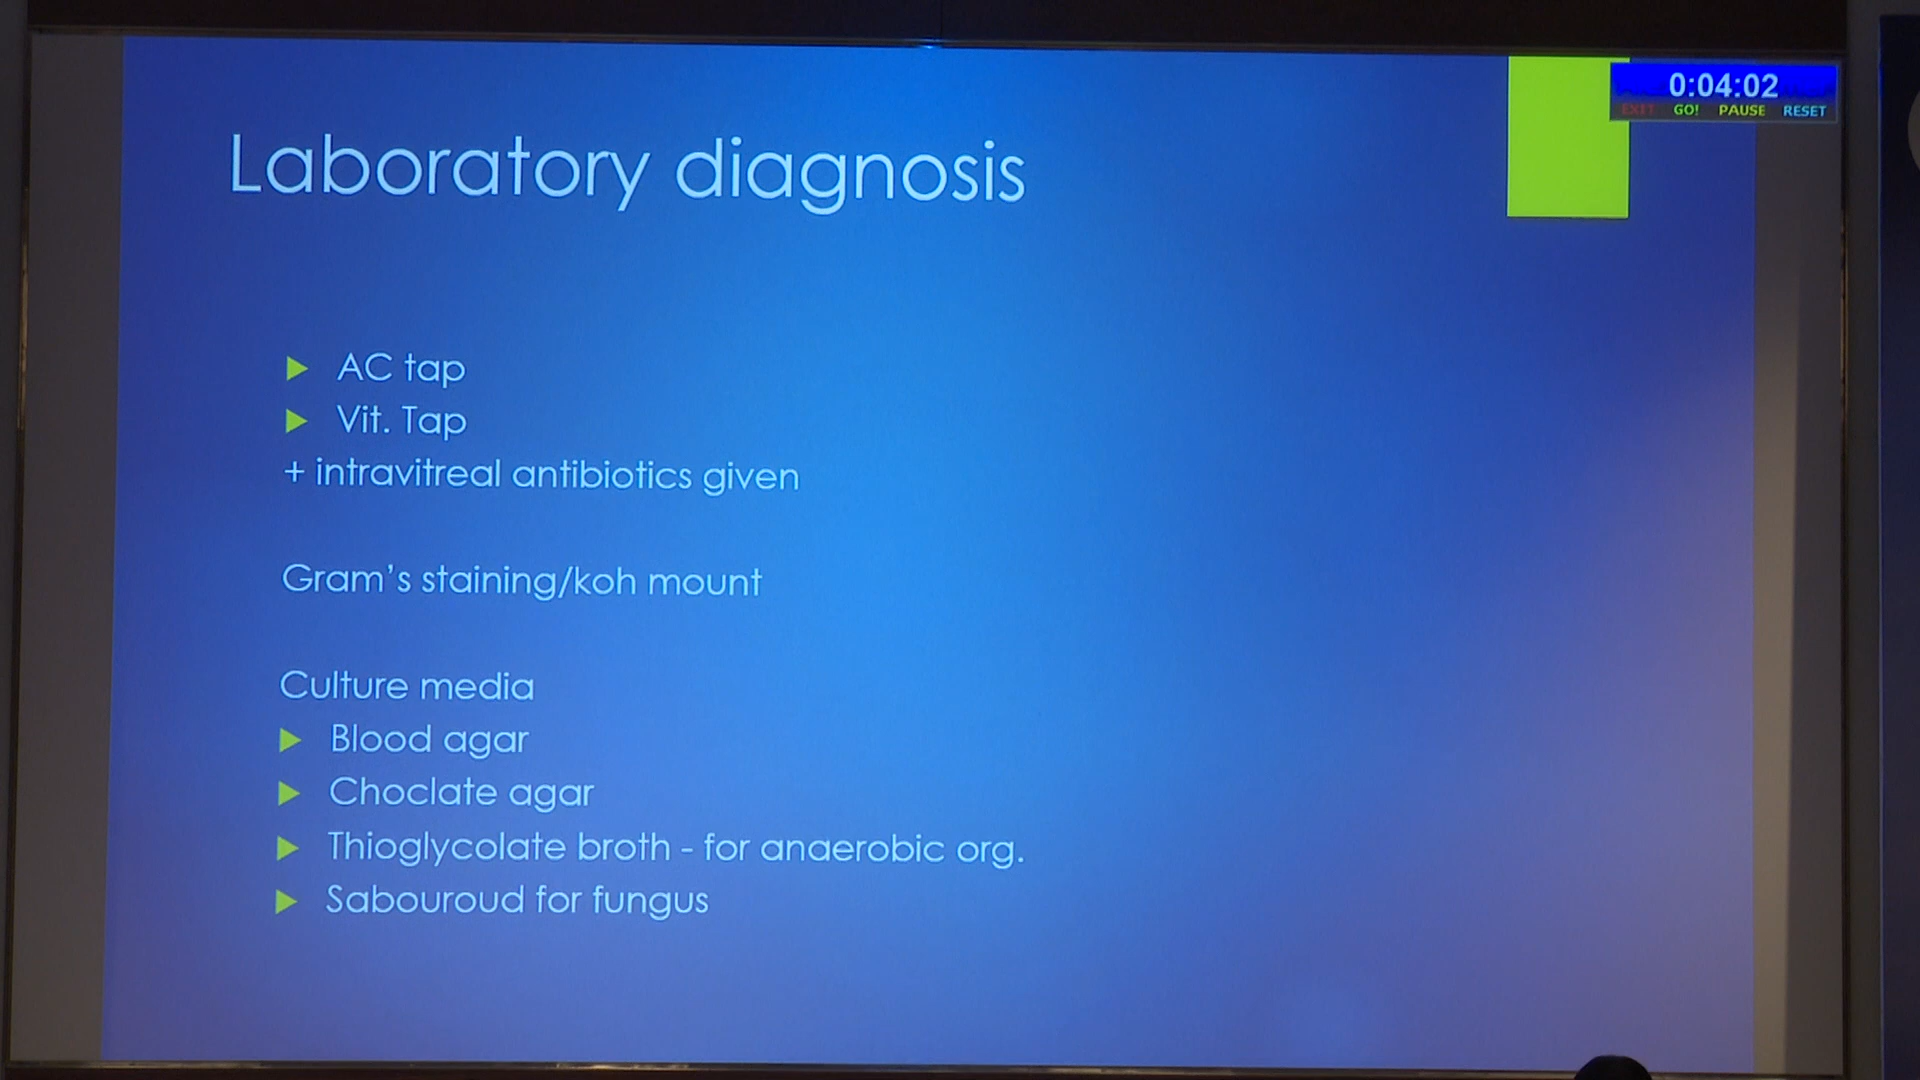 0:04:02
EXIT GO! PAUSE RESET
Laboratory diagnosis
AC tap
Vit. Tap
+ intravitreal antibiotics given
Gram's staining/koh mount
Culture media
Blood agar
Choclate agar
Thioglycolate broth - for anaerobic org.
Sabouroud for fungus